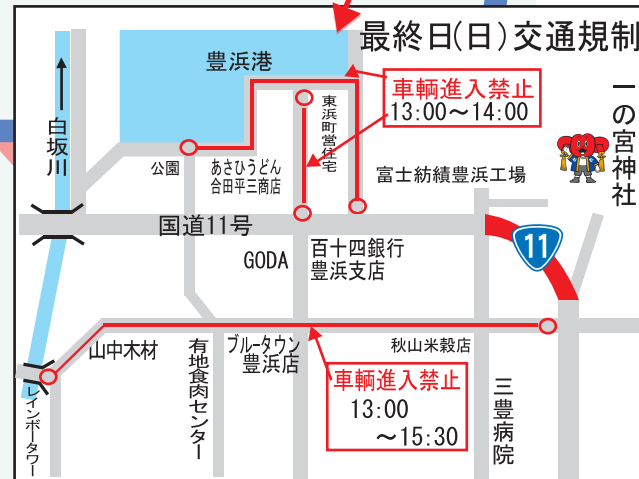 最終日(日)交通規制
豊浜港
車輌進入禁止
13:00〜14:00
一の宮神社
白坂川
東浜町営住宅
公園
あさひうどん
合田平三商店
富士紡績豊浜工場
国道11号
11
GODA
百十四銀行
豊浜支店
山中木材
有地食肉センター
ブルータウン
豊浜店
秋山米穀店
車輌進入禁止
13:00
〜15:30
三豊病院
レインボータワー